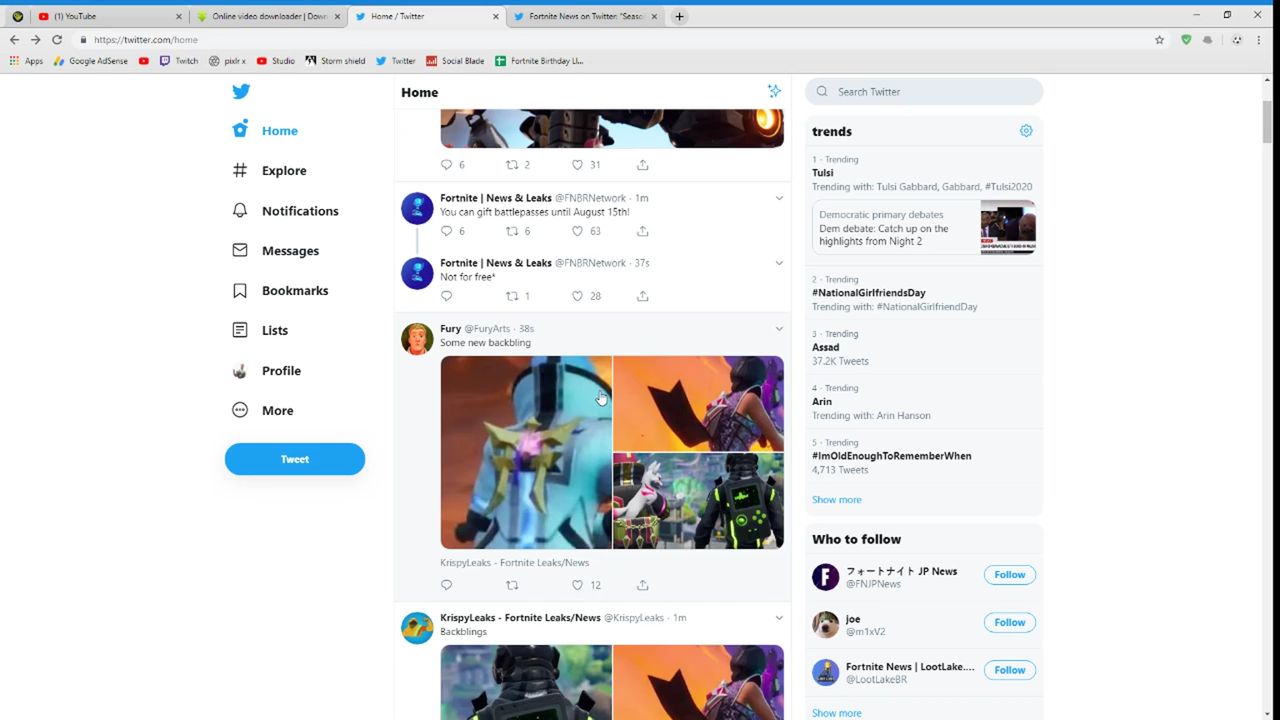 (1) YouTube
Online video downloader | Down
Home / Twitter
Fortnite News on Twitter: "Seaso
https://twitter.com/home
Apps
Google AdSense
Twitch
pixlr x
Studio
Storm shield
Twitter
Social Blade
Fortnite Birthday LI...
Home
Explore
Notifications
Messages
Bookmarks
Lists
Profile
More
Tweet
Home
6
2
31
Fortnite | News & Leaks @FNBRNetwork · 1m
You can gift battlepasses until August 15th!
6
6
63
Fortnite | News & Leaks @FNBRNetwork · 37s
Not for free*
1
28
Fury @FuryArts · 38s
Some new backbling
KrispyLeaks - Fortnite Leaks/News
12
KrispyLeaks - Fortnite Leaks/News @KrispyLeaks · 1m
Backblings
Search Twitter
trends
1 · Trending
Tulsi
Trending with: Tulsi Gabbard, Gabbard, #Tulsi2020
Democratic primary debates
Dem debate: Catch up on the
highlights from Night 2
2 · Trending
#NationalGirlfriendsDay
Trending with: #NationalGirlfriendDay
3 · Trending
Assad
37.2K Tweets
4 · Trending
Arin
Trending with: Arin Hanson
5 · Trending
#ImOldEnoughToRememberWhen
4,713 Tweets
Show more
Who to follow
フォートナイト JP News
@FNJPNews
Follow
joe
@m1xV2
Follow
Fortnite News | LootLake....
@LootLakeBR
Follow
Show more